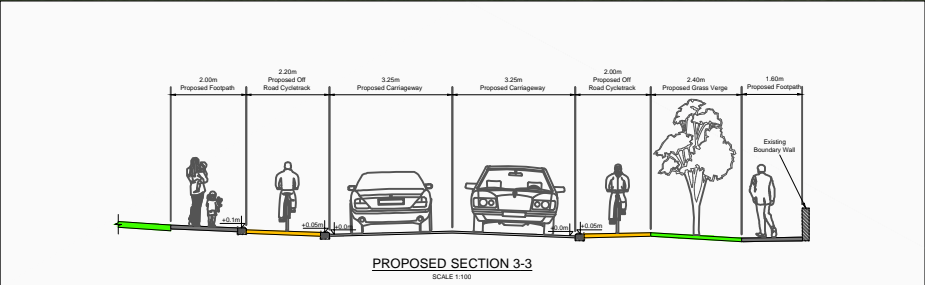 2.00m
Proposed Footpath
2.20m
Proposed Off
Road Cycletrack
3.25m
Proposed Carriageway
3.25m
Proposed Carriageway
2.00m
Proposed Off
Road Cycletrack
2.40m
Proposed Grass Verge
1.60m
Proposed Footpath
Existing
Boundary Wall
+0.1m
+0.05m
+0.0m
+0.0m
+0.05m
PROPOSED SECTION 3-3
SCALE 1:100